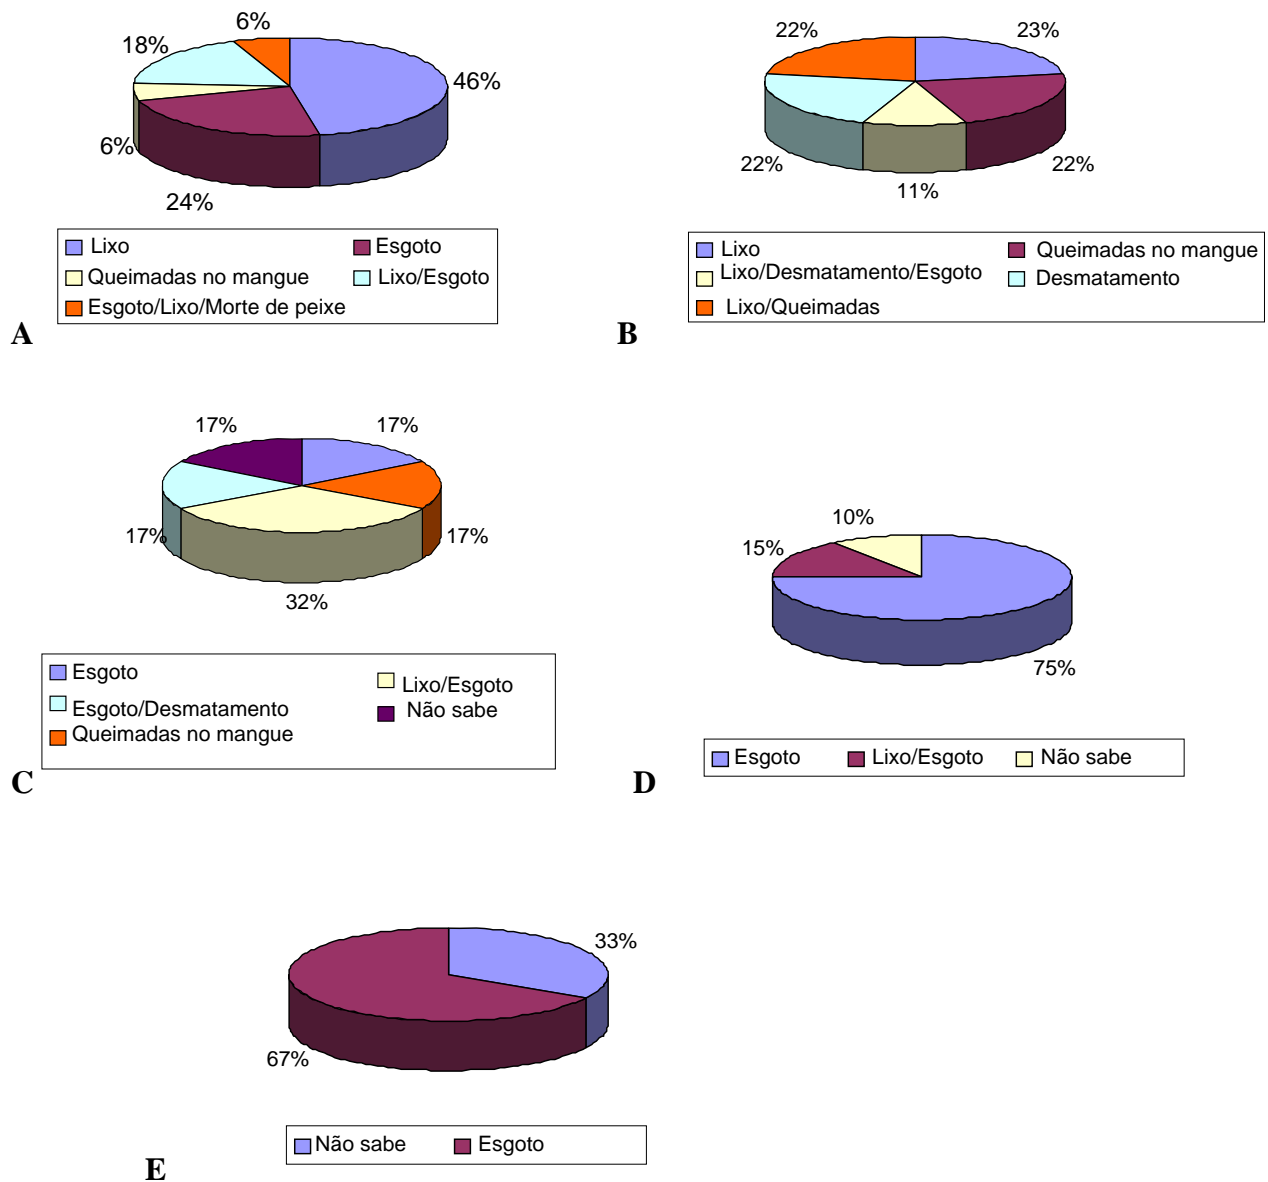 6%
18%
46%
6%
24%
Lixo
Esgoto
Queimadas no mangue
Lixo/Esgoto
Esgoto/Lixo/Morte de peixe
A
22%
23%
22%
22%
11%
Lixo
Queimadas no mangue
Lixo/Desmatamento/Esgoto
Desmatamento
Lixo/Queimadas
B
17%
17%
17%
17%
32%
Esgoto
Lixo/Esgoto
Esgoto/Desmatamento
Não sabe
Queimadas no mangue
C
10%
15%
75%
Esgoto
Lixo/Esgoto
Não sabe
D
33%
67%
Não sabe
Esgoto
E